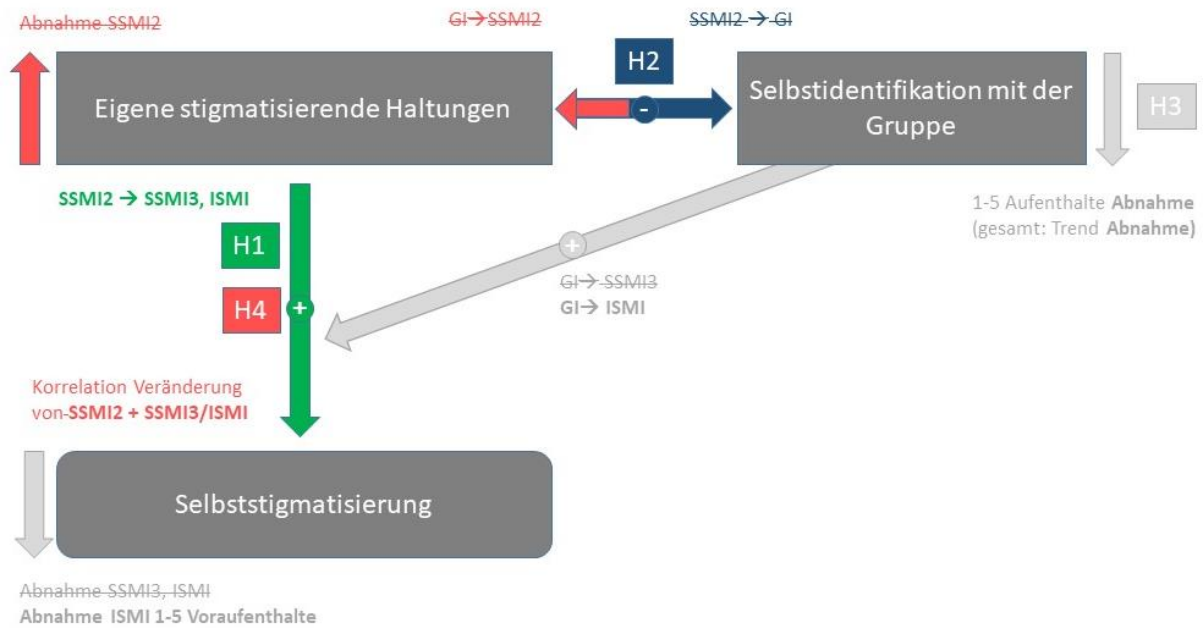 Abnahme SSMI2
GI→SSMI2
SSMI2 → GI
H2
Eigene stigmatisierende Haltungen
-
Selbstidentifikation mit der
Gruppe
H3
SSMI2 → SSMI3, ISMI
1-5 Aufenthalte Abnahme
(gesamt: Trend Abnahme)
H1
+
GI→ SSMI3
GI→ ISMI
H4
+
Korrelation Veränderung
von-SSMI2 + SSMI3/ISMI
Selbststigmatisierung
Abnahme SSMI3, ISMI
Abnahme ISMI 1-5 Voraufenthalte